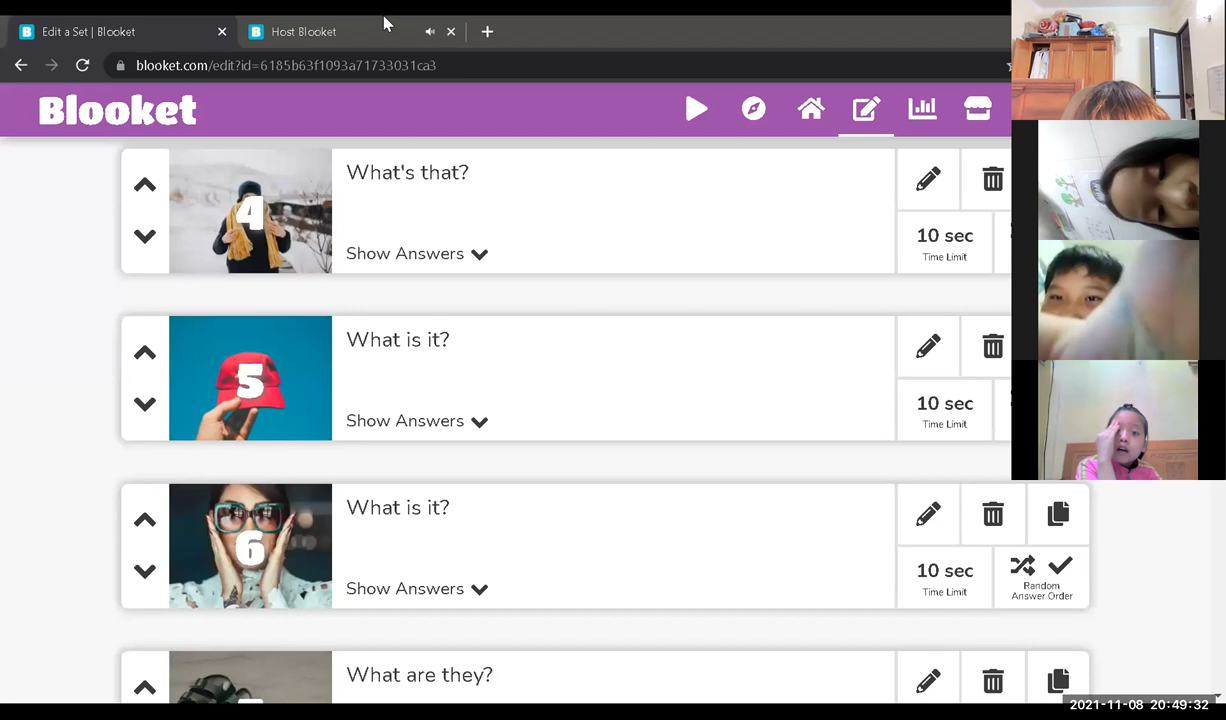 Edit a Set | Blooket
Host Blooket
blooket.com/edit?id=6185b63f1093a71733031ca3
Blooket
4
What's that?
Show Answers
10 sec
Time Limit
5
What is it?
Show Answers
10 sec
Time Limit
6
What is it?
Show Answers
10 sec
Time Limit
Random
Answer Order
What are they?
2021-11-08 20:49:32